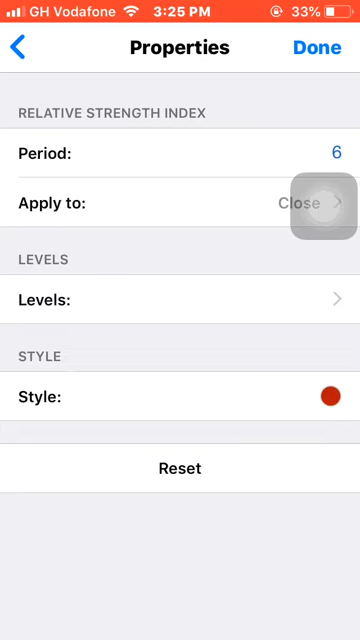 GH Vodafone 3:25 PM 33%
Properties Done
RELATIVE STRENGTH INDEX
Period: 6
Apply to: Close
LEVELS
Levels:
STYLE
Style:
Reset